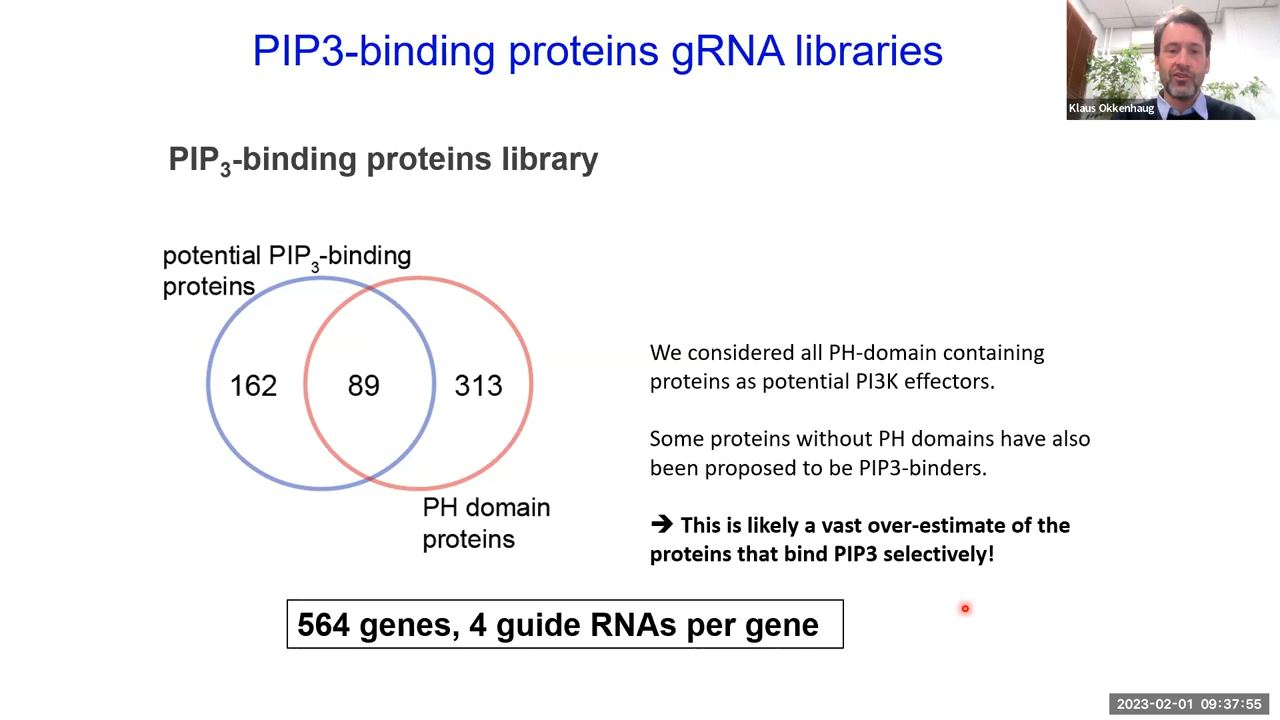 PIP3-binding proteins gRNA libraries
Klaus Okkenhaug
PIP₃-binding proteins library
potential PIP₃-binding
proteins
162
89
313
PH domain
proteins
We considered all PH-domain containing
proteins as potential PI3K effectors.
Some proteins without PH domains have also
been proposed to be PIP3-binders.
➔ This is likely a vast over-estimate of the
proteins that bind PIP3 selectively!
564 genes, 4 guide RNAs per gene
2023-02-01 09:37:55